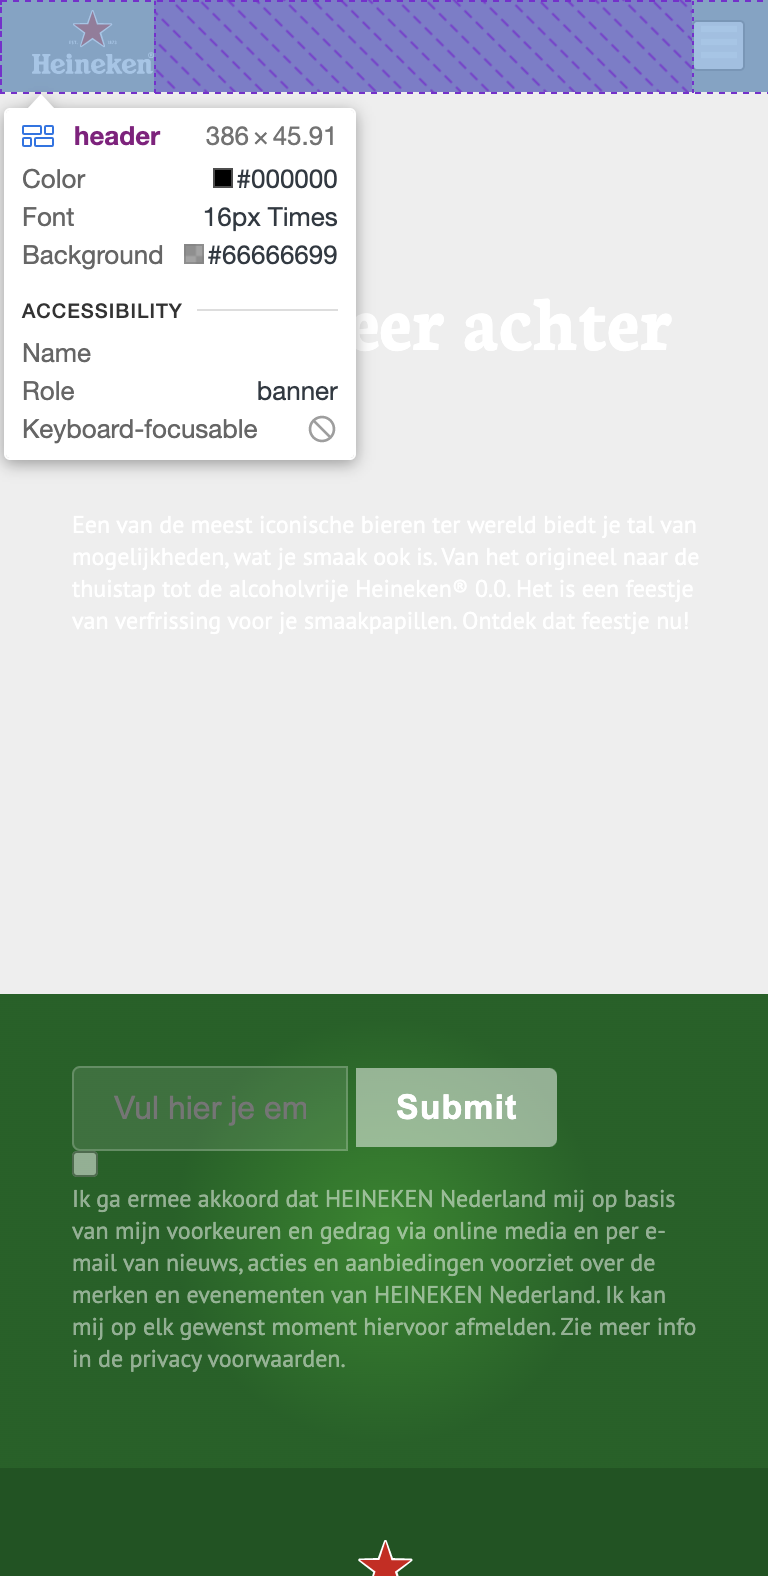 Heineken
header 386 × 45.91
Color #000000
Font 16px Times
Background #66666699
ACCESSIBILITY
Name
Role banner
Keyboard-focusable
achter
Een van de meest iconische bieren ter wereld biedt je tal van
mogelijkheden, wat je smaak ook is. Van het origineel naar de
thuistap tot de alcoholvrije Heineken® 0.0. Het is een feestje
van verfrissing voor je smaakpapillen. Ontdek dat feestje nu!
Vul hier je em
Submit
Ik ga ermee akkoord dat HEINEKEN Nederland mij op basis
van mijn voorkeuren en gedrag via online media en per e-
mail van nieuws, acties en aanbiedingen voorziet over de
merken en evenementen van HEINEKEN Nederland. Ik kan
mij op elk gewenst moment hiervoor afmelden. Zie meer info
in de privacy voorwaarden.